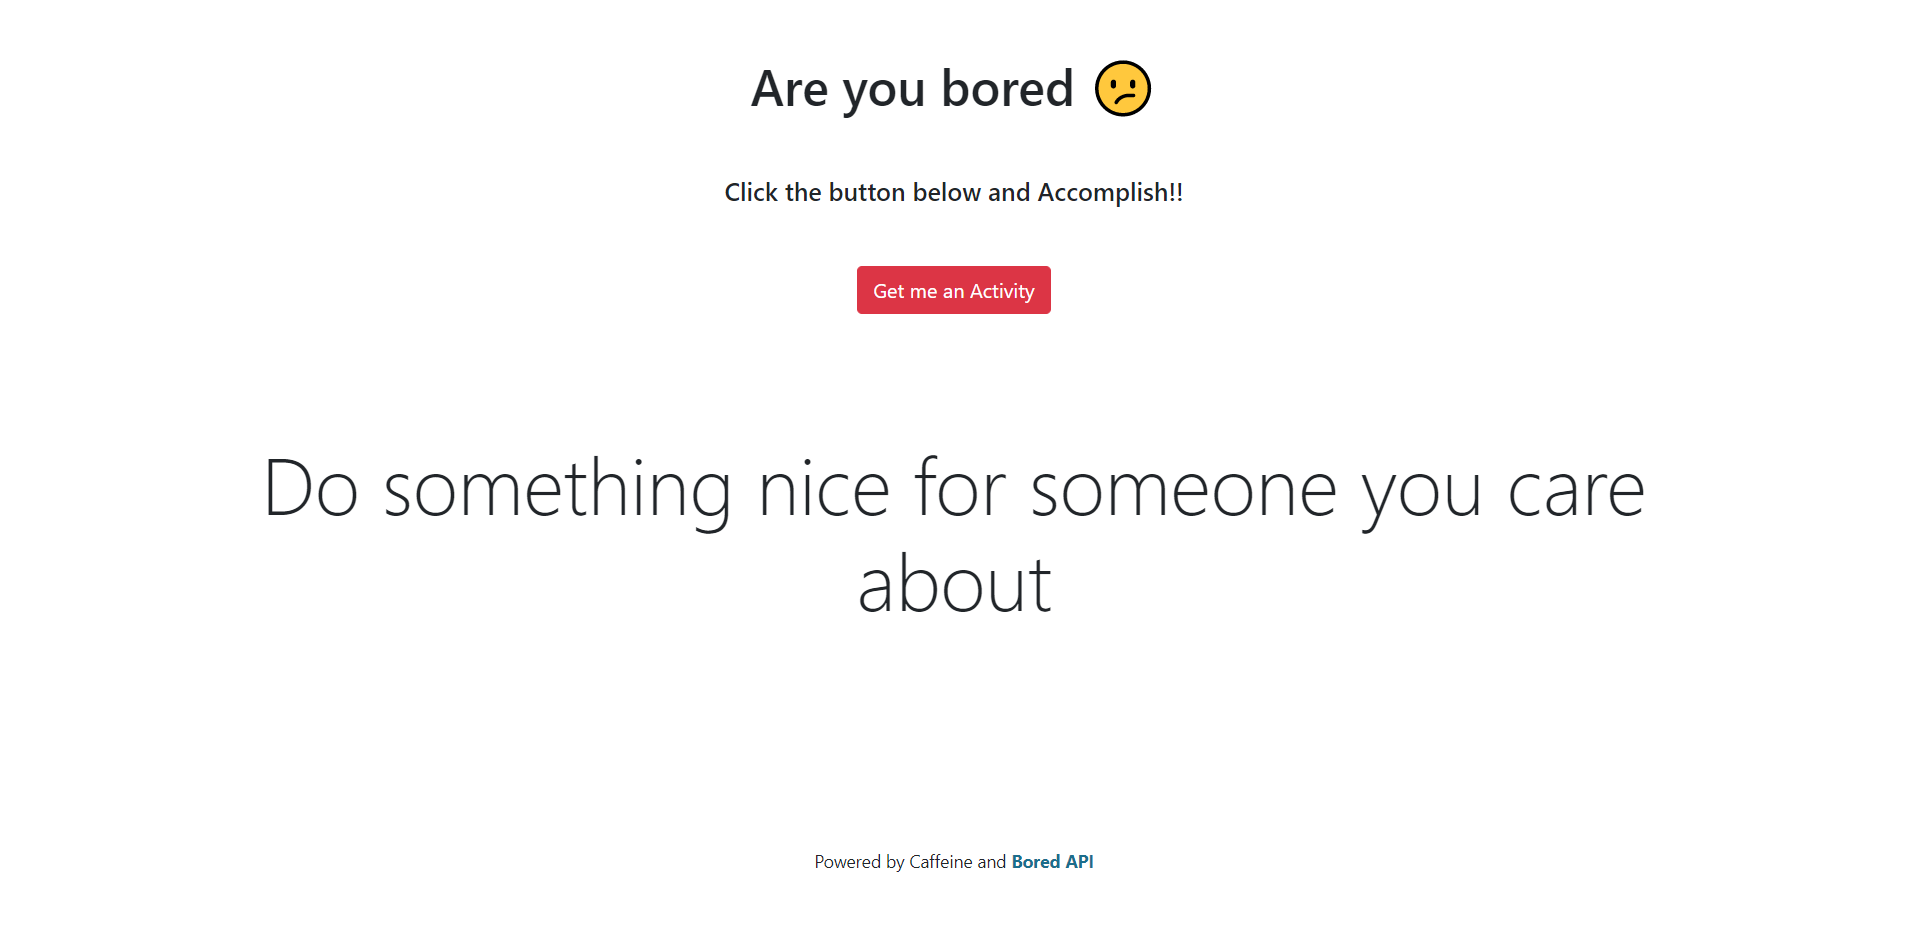 Are you bored 😕
Click the button below and Accomplish!!
Get me an Activity
Do something nice for someone you care
about
Powered by Caffeine and Bored API